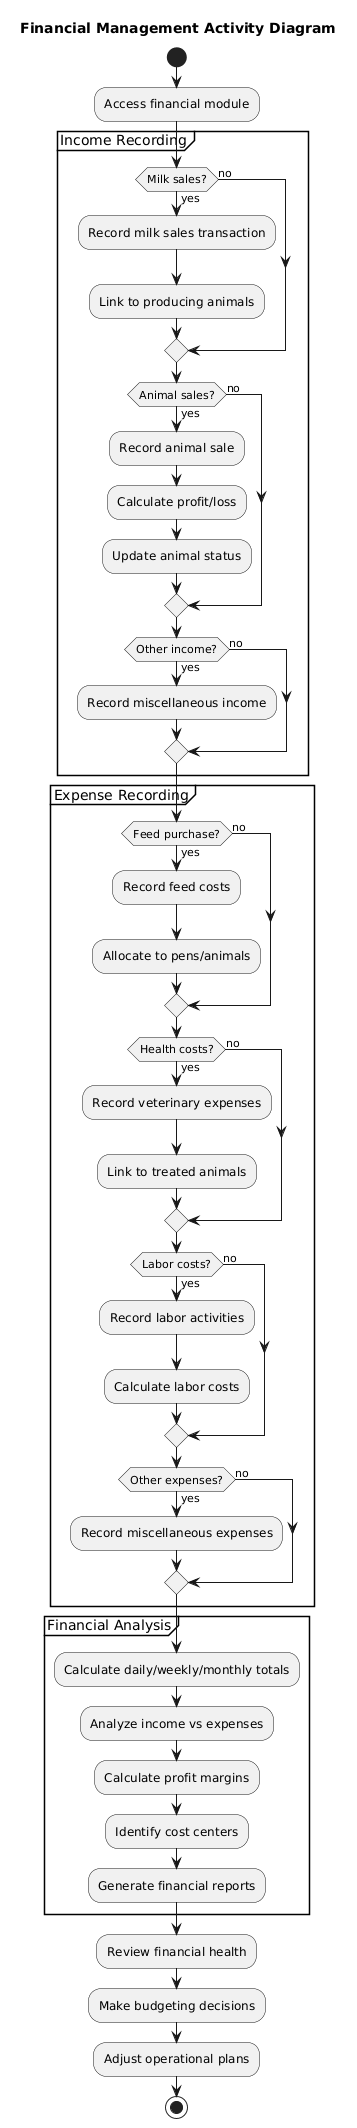 Financial Management Activity Diagram
Access financial module
Income Recording
Milk sales?
no
yes
Record milk sales transaction
Link to producing animals
Animal sales?
no
yes
Record animal sale
Calculate profit/loss
Update animal status
Other income?
no
yes
Record miscellaneous income
Expense Recording
Feed purchase?
no
yes
Record feed costs
Allocate to pens/animals
Health costs?
no
yes
Record veterinary expenses
Link to treated animals
Labor costs?
no
yes
Record labor activities
Calculate labor costs
Other expenses?
no
yes
Record miscellaneous expenses
Financial Analysis
Calculate daily/weekly/monthly totals
Analyze income vs expenses
Calculate profit margins
Identify cost centers
Generate financial reports
Review financial health
Make budgeting decisions
Adjust operational plans